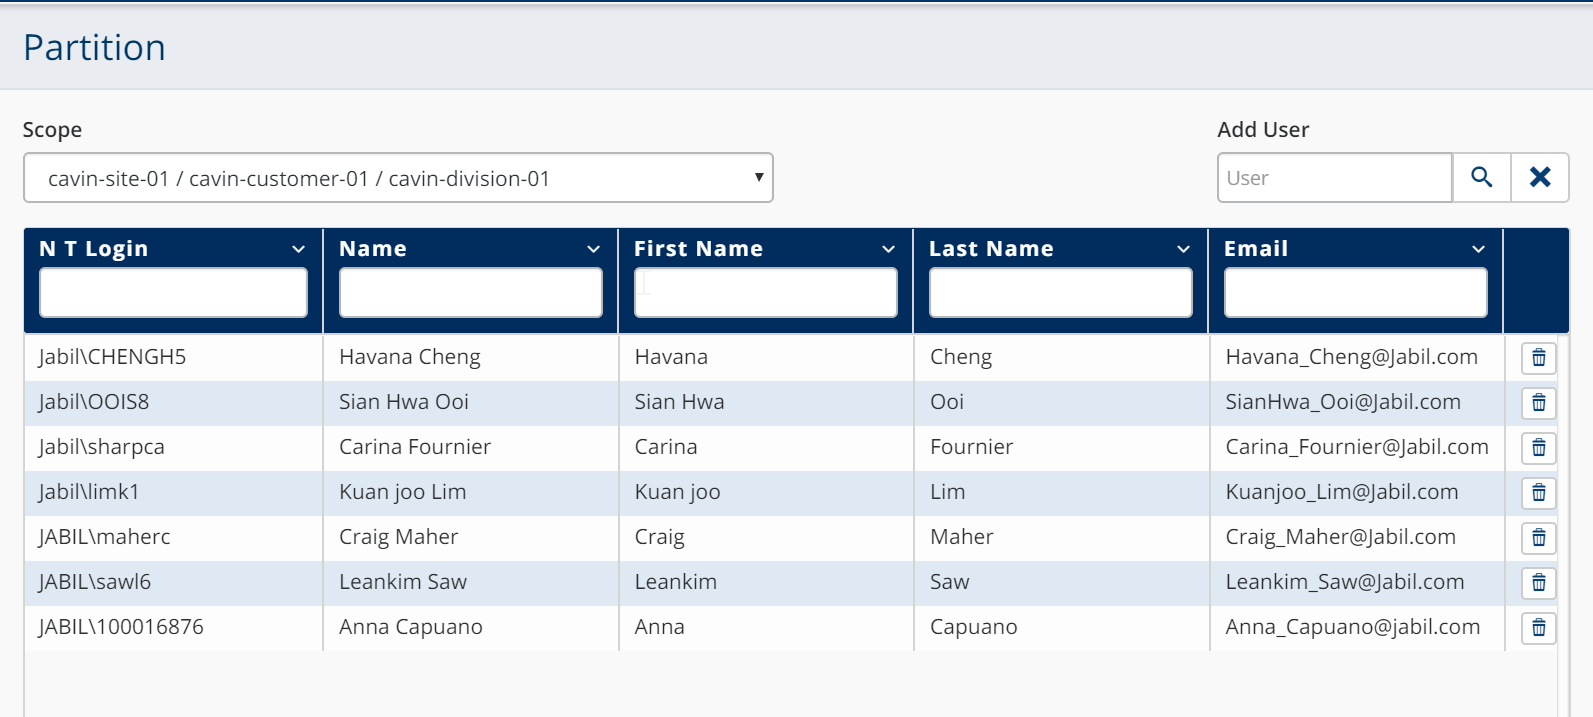 Partition
Scope
Add User
cavin-site-01 / cavin-customer-01 / cavin-division-01
User
N T Login Name First Name Last Name Email
Jabil\CHENGH5 Havana Cheng Havana Cheng Havana_Cheng@Jabil.com
Jabil\OOIS8 Sian Hwa Ooi Sian Hwa Ooi SianHwa_Ooi@Jabil.com
Jabil\sharpca Carina Fournier Carina Fournier Carina_Fournier@Jabil.com
Jabil\limk1 Kuan joo Lim Kuan joo Lim Kuanjoo_Lim@Jabil.com
JABIL\maherc Craig Maher Craig Maher Craig_Maher@Jabil.com
JABIL\sawl6 Leankim Saw Leankim Saw Leankim_Saw@Jabil.com
JABIL\100016876 Anna Capuano Anna Capuano Anna_Capuano@jabil.com